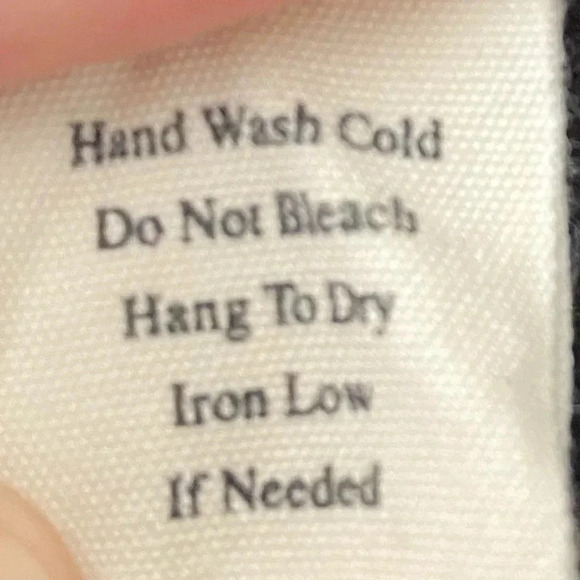 Hand Wash Cold
Do Not Bleach
Hang To Dry
Iron Low
If Needed